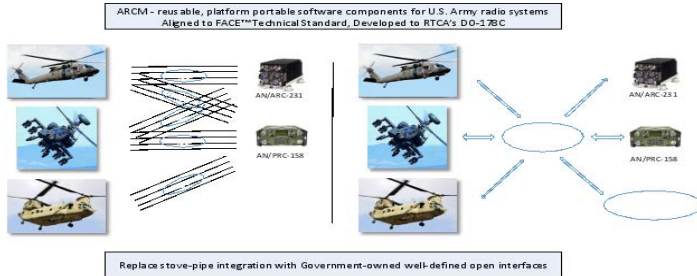 ARCM - reusable, platform portable software components for U.S. Army radio systems
Aligned to FACE™ Technical Standard, Developed to RTCA's DO-178C
AN/ARC-231
AN/PRC-158
AN/ARC-231
AN/PRC-158
Replace stove-pipe integration with Government-owned well-defined open interfaces